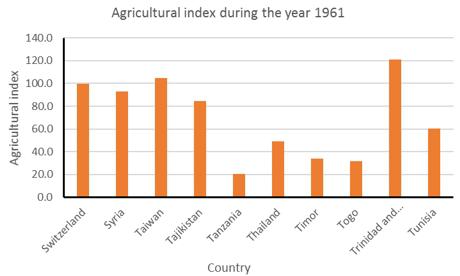 Agricultural index during the year 1961
140.0
120.0
100.0
80.0
60.0
40.0
20.0
0.0
Agricultural index
Switzerland
Syria
Taiwan
Tajikistan
Tanzania
Thailand
Timor
Togo
Trinidad and...
Tunisia
Country